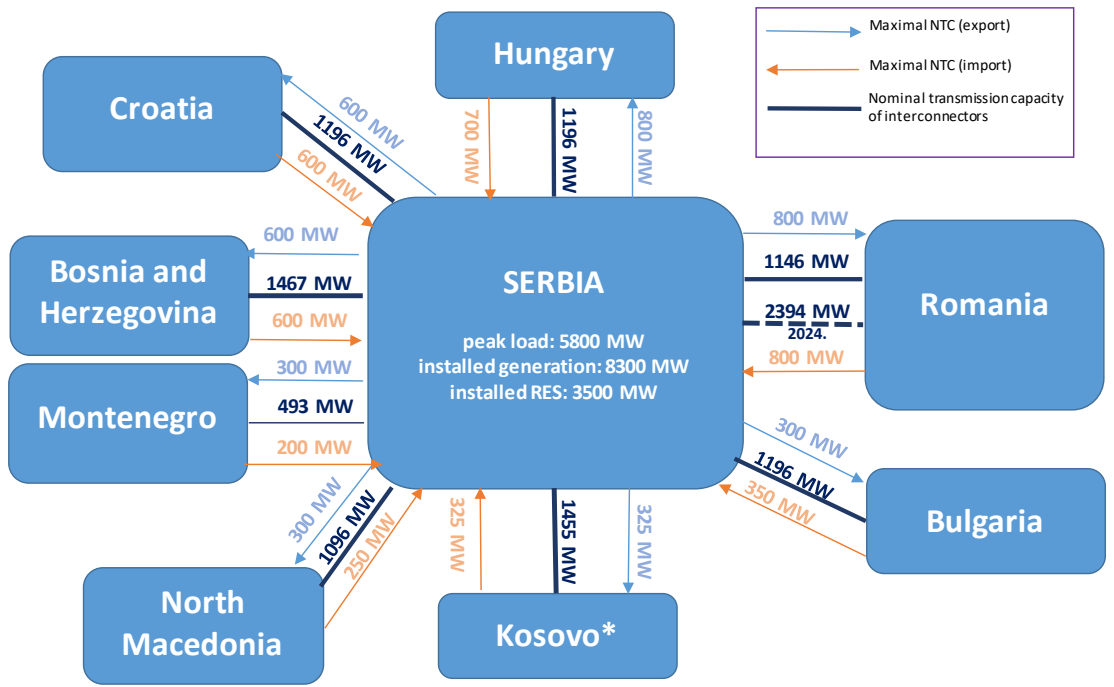 Hungary
Maximal NTC (export)
Maximal NTC (import)
Nominal transmission capacity
of interconnectors
Croatia
600 MW
1196 MW
600 MW
700 MW
1196 MW
800 MW
Bosnia and
Herzegovina
600 MW
1467 MW
600 MW
SERBIA
peak load: 5800 MW
installed generation: 8300 MW
installed RES: 3500 MW
800 MW
1146 MW
2394 MW
2024.
800 MW
Romania
Montenegro
300 MW
493 MW
200 MW
300 MW
1196 MW
350 MW
Bulgaria
300 MW
1096 MW
250 MW
North
Macedonia
325 MW
1455 MW
325 MW
Kosovo*